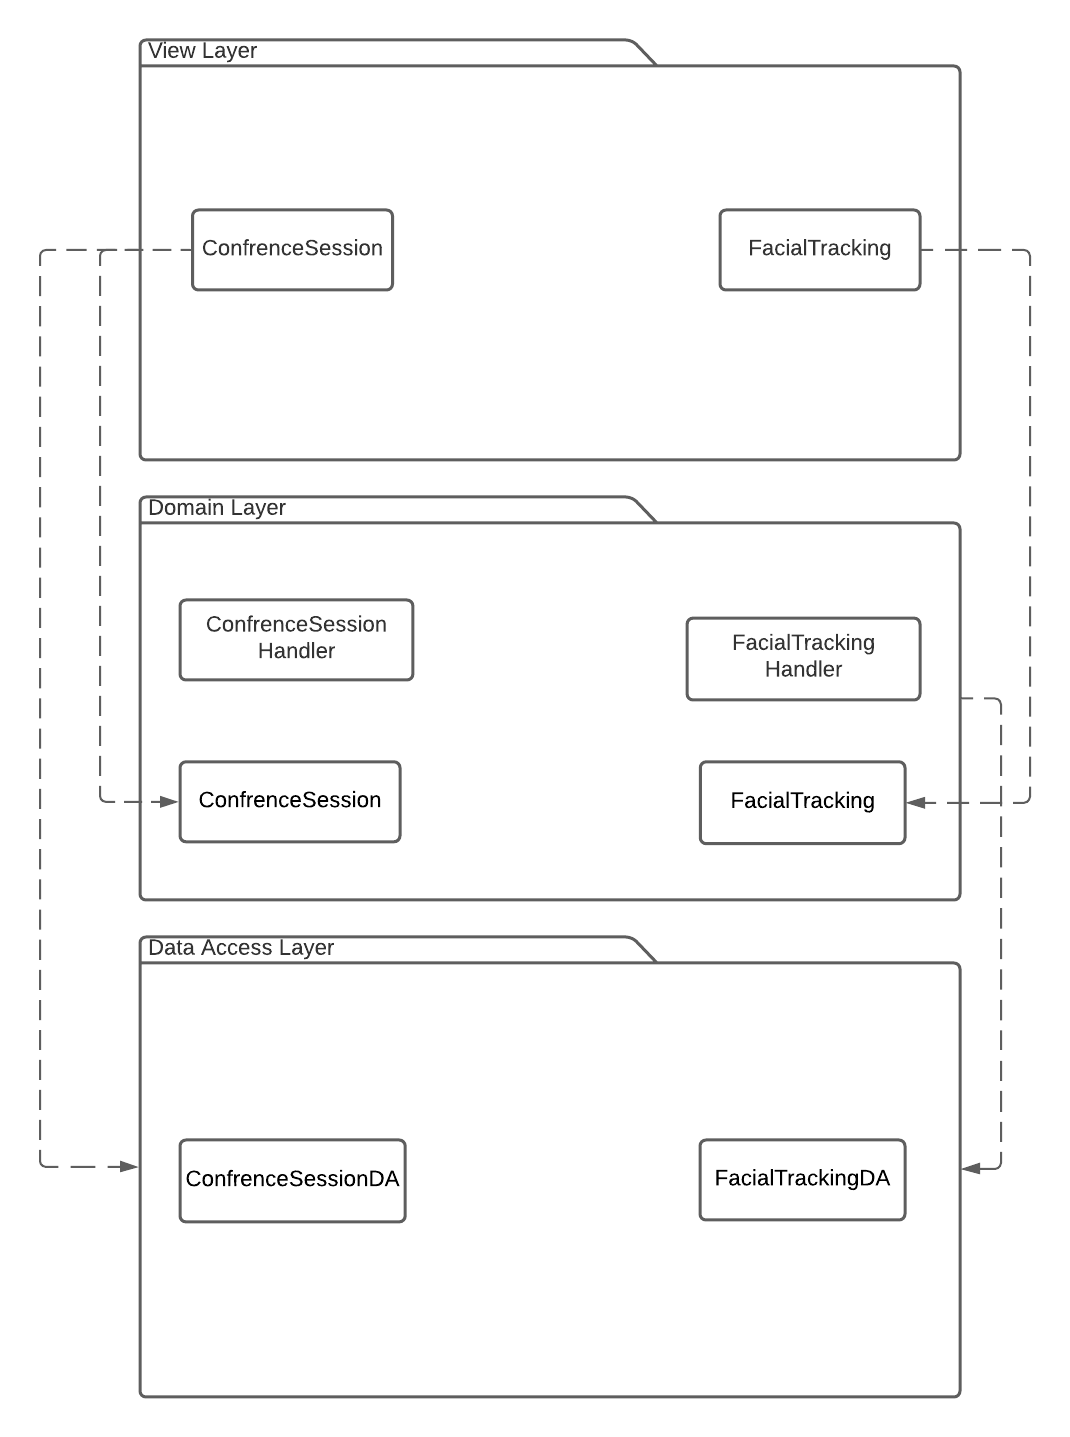 View Layer
ConfrenceSession
FacialTracking
Domain Layer
ConfrenceSession
Handler
FacialTracking
Handler
ConfrenceSession
FacialTracking
Data Access Layer
ConfrenceSessionDA
FacialTrackingDA